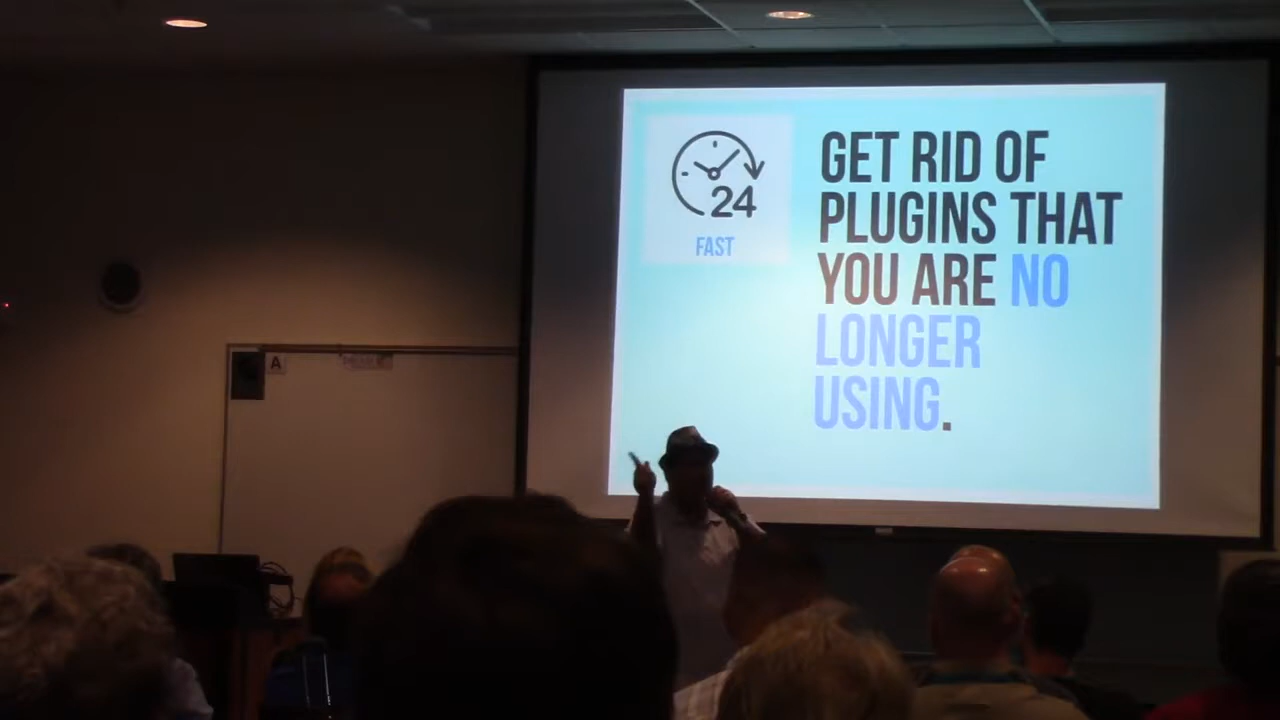 24
FAST
GET RID OF
PLUGINS THAT
YOU ARE NO
LONGER
USING.
A